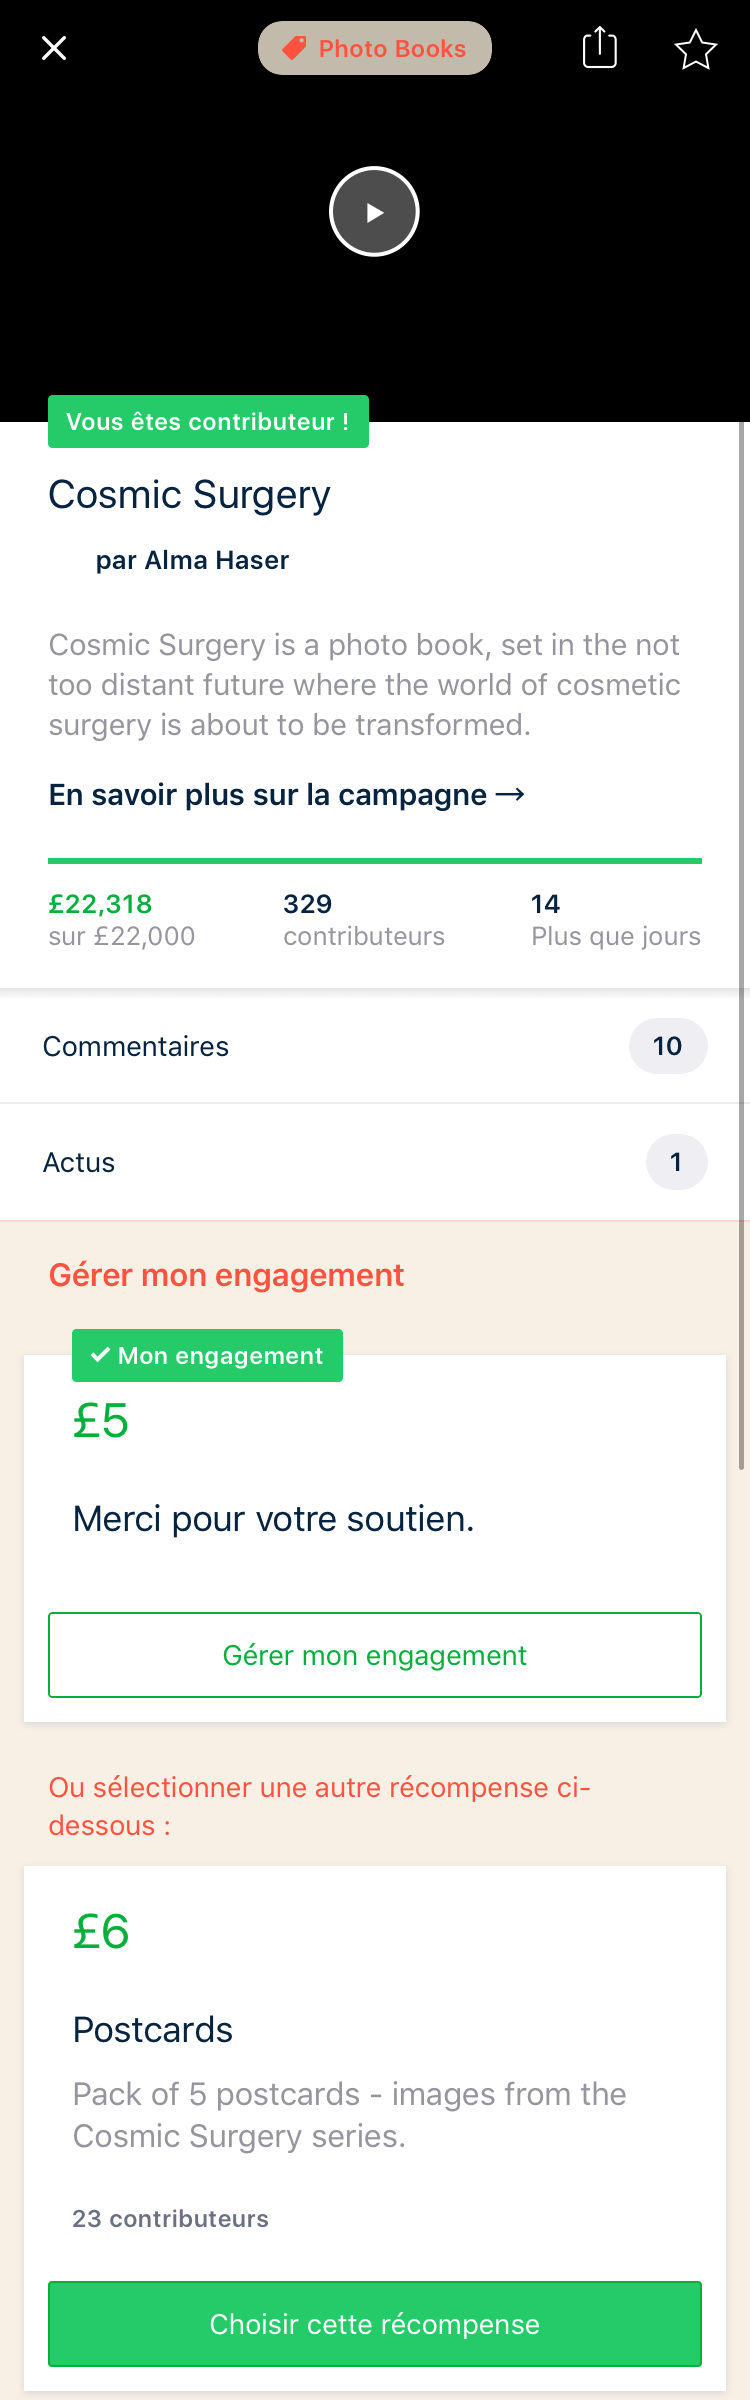 Photo Books
Vous êtes contributeur !
Cosmic Surgery
par Alma Haser
Cosmic Surgery is a photo book, set in the not
too distant future where the world of cosmetic
surgery is about to be transformed.
En savoir plus sur la campagne →
£22,318
sur £22,000
329
contributeurs
14
Plus que jours
Commentaires
10
Actus
1
Gérer mon engagement
✓ Mon engagement
£5
Merci pour votre soutien.
Gérer mon engagement
Ou sélectionner une autre récompense ci-
dessous :
£6
Postcards
Pack of 5 postcards - images from the
Cosmic Surgery series.
23 contributeurs
Choisir cette récompense